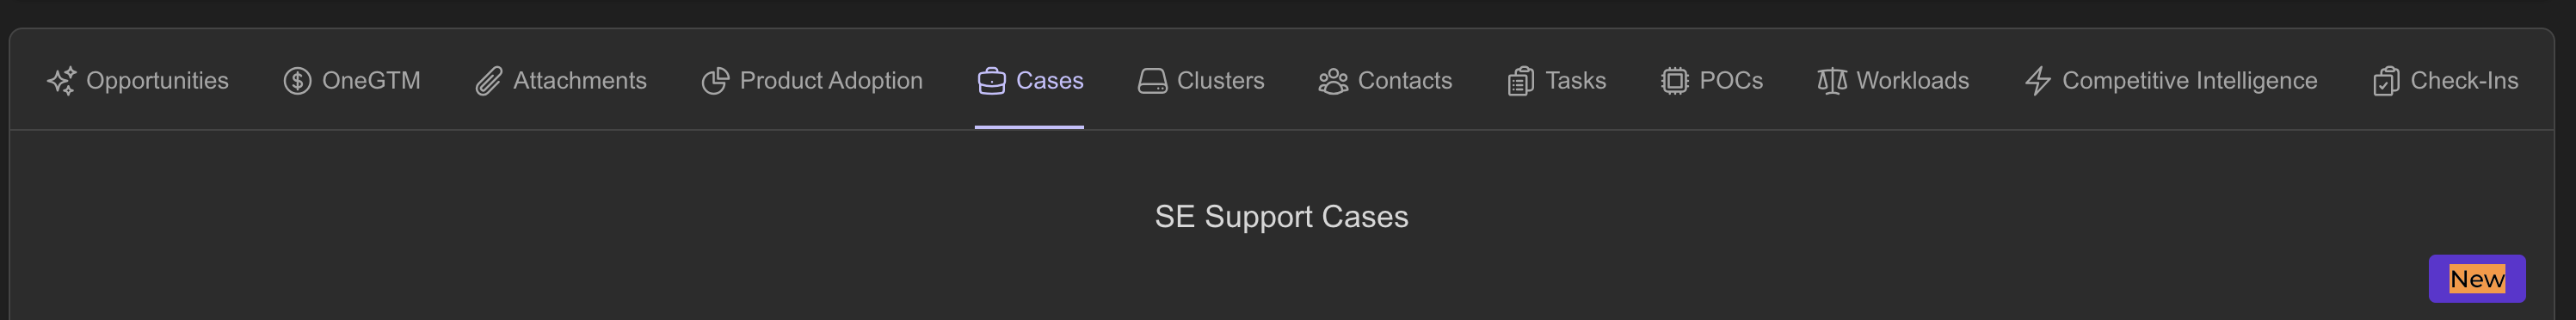 Opportunities OneGTM Attachments Product Adoption Cases Clusters Contacts Tasks POCs Workloads Competitive Intelligence Check-Ins
SE Support Cases
New